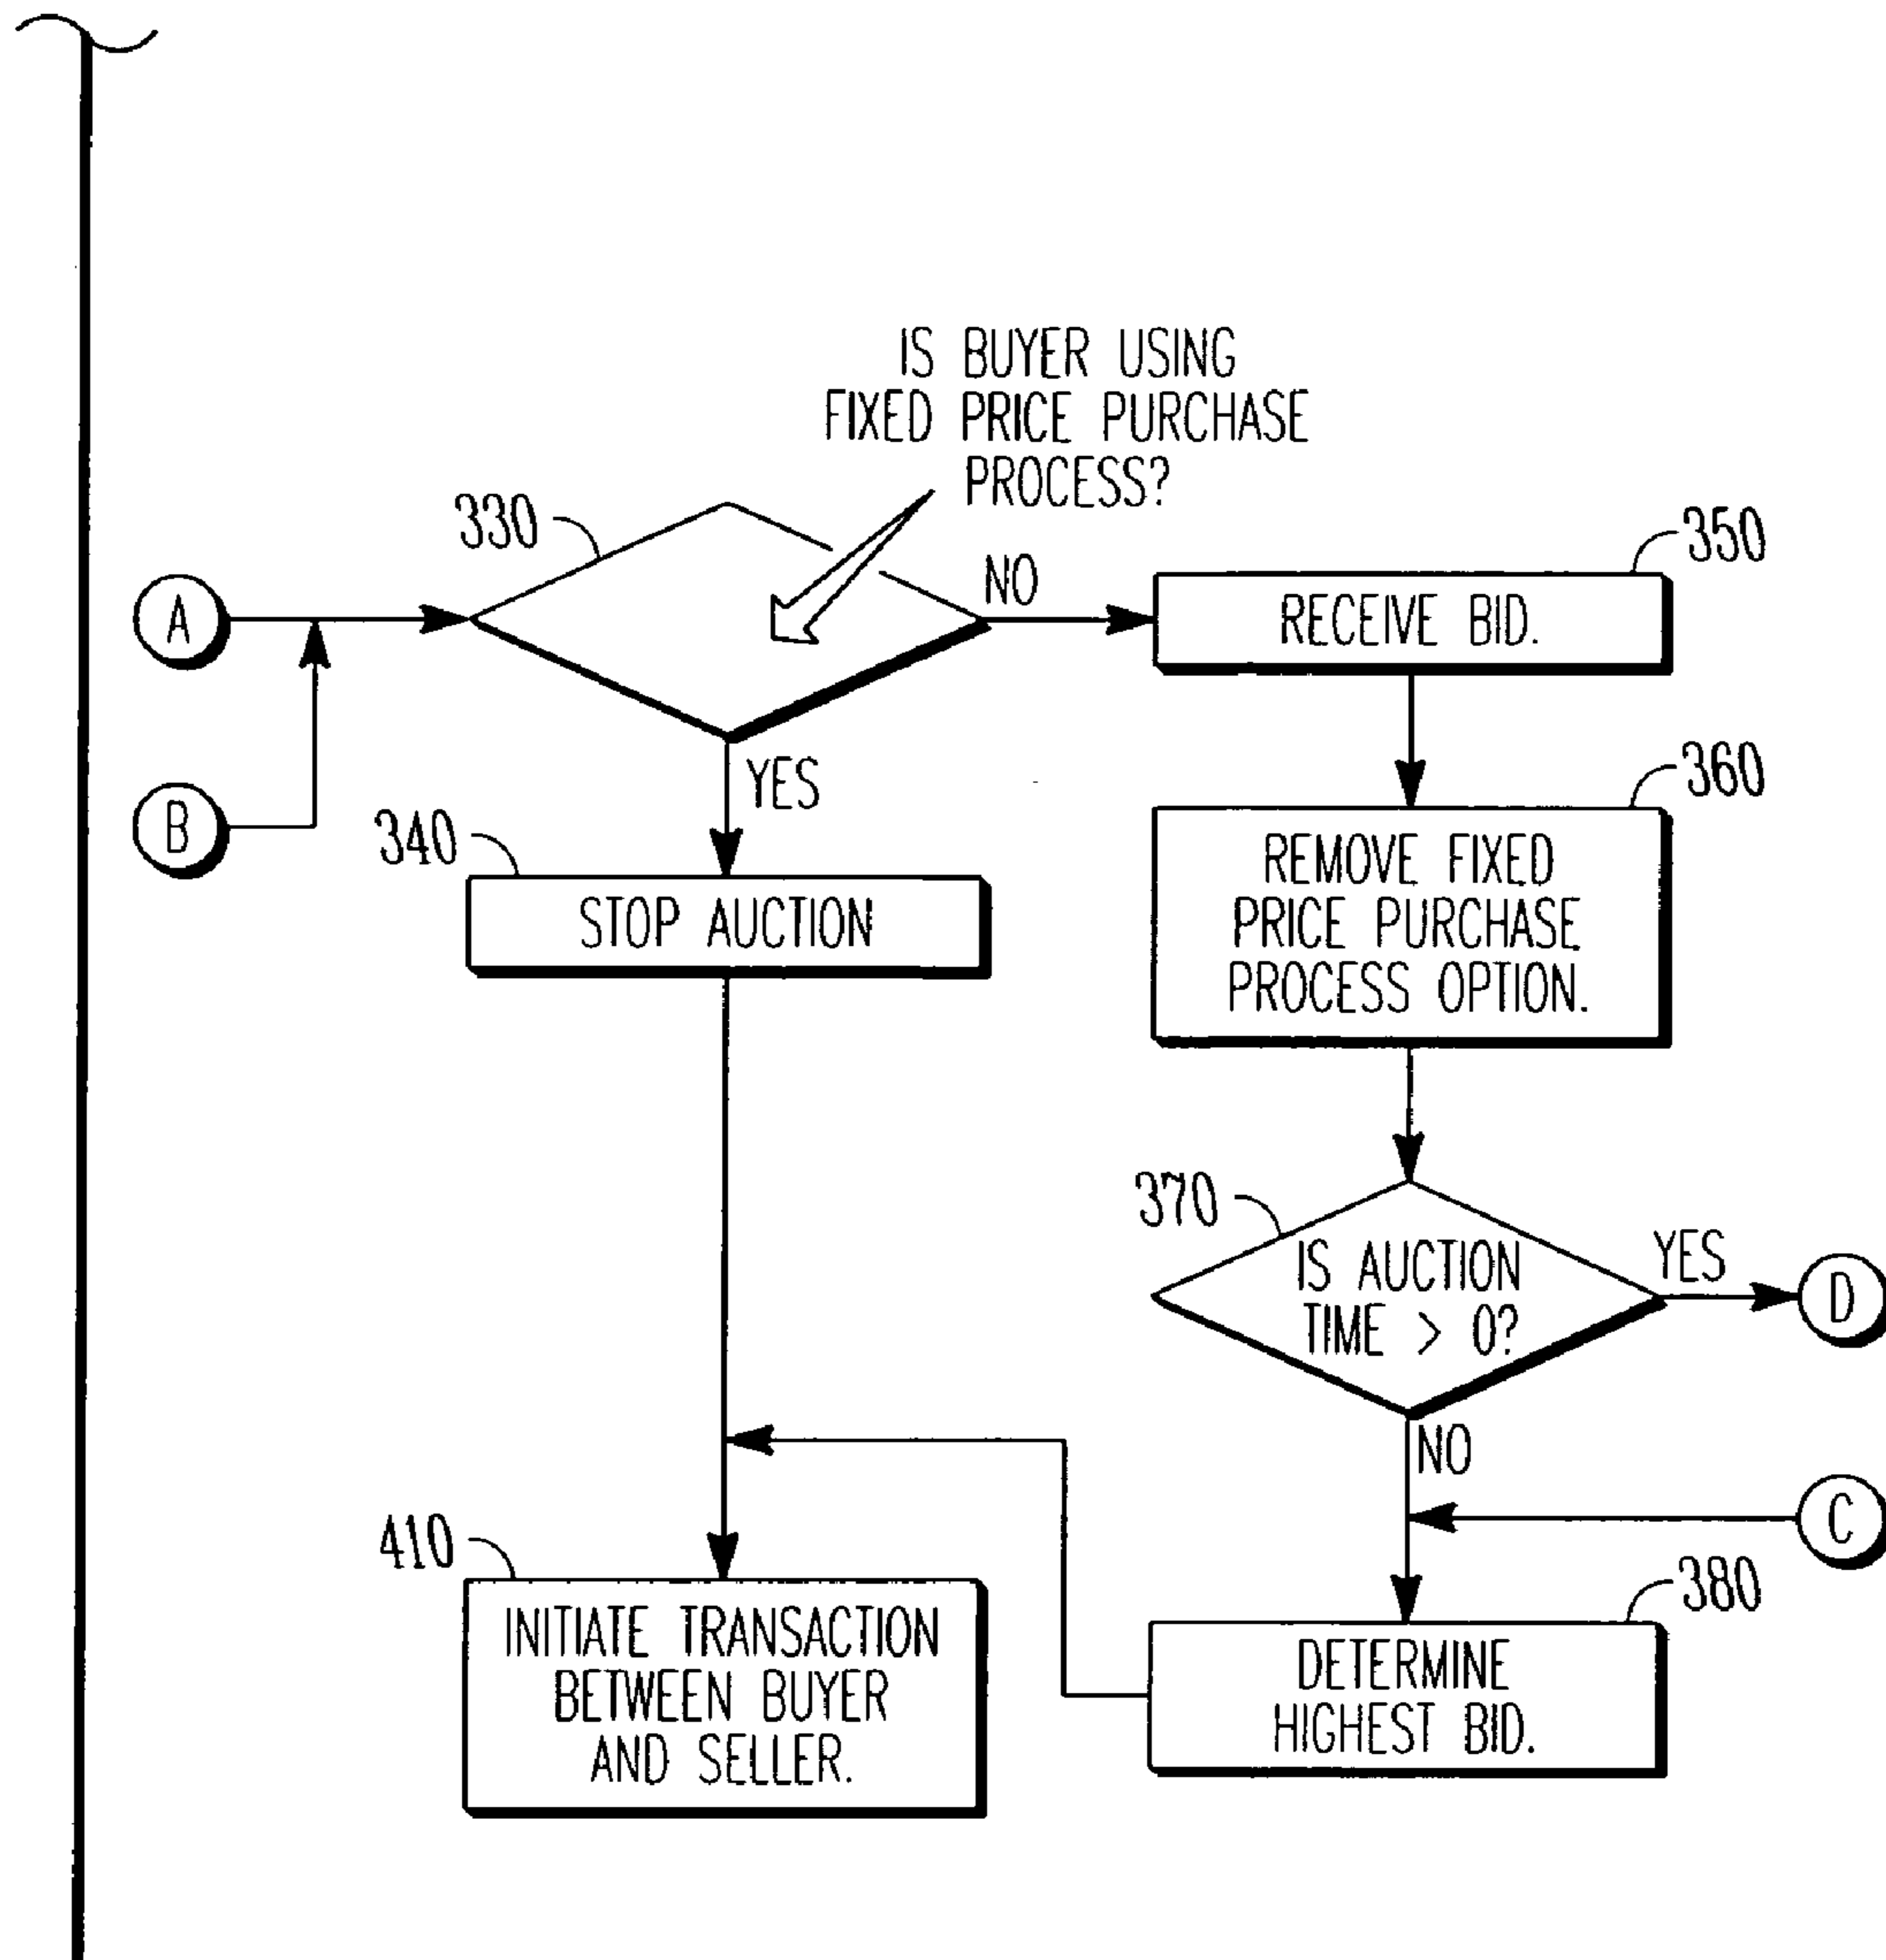 IS BUYER USING
FIXED PRICE PURCHASE
PROCESS?
330
NO
350
A
RECEIVE BID.
YES
360
B
340
REMOVE FIXED
PRICE PURCHASE
PROCESS OPTION.
STOP AUCTION
370
IS AUCTION
TIME > 0?
YES
D
NO
C
410
380
INITIATE TRANSACTION
BETWEEN BUYER
AND SELLER.
DETERMINE
HIGHEST BID.